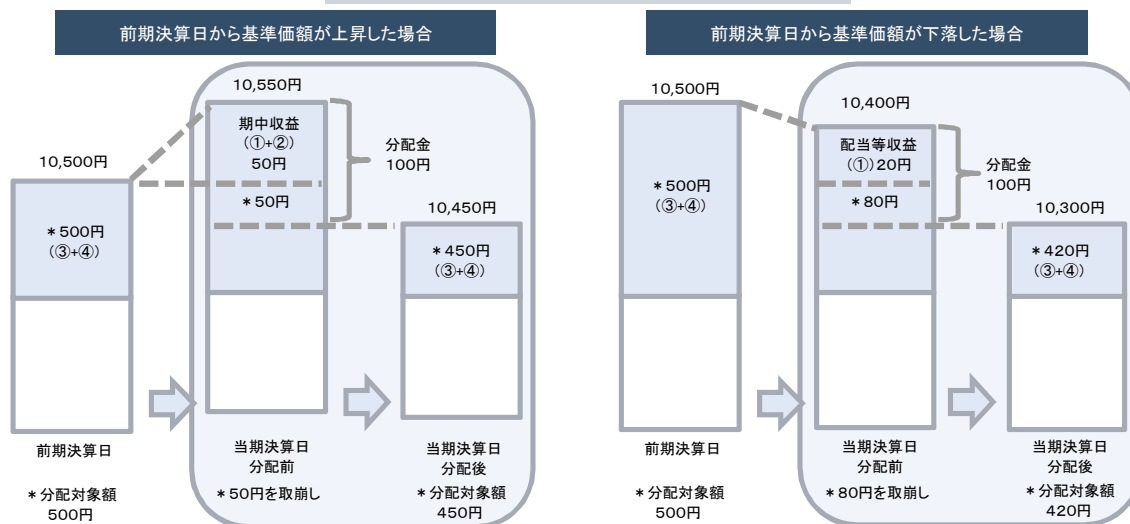 前期決算日から基準価額が上昇した場合
10,550円
期中収益
(①+②)
50円
分配金
100円
10,500円
*50円
10,450円
*500円
(③+④)
*450円
(③+④)
前期決算日
当期決算日
分配前
当期決算日
分配後
*分配対象額
500円
*50円を取崩し
*分配対象額
450円
前期決算日から基準価額が下落した場合
10,500円
10,400円
配当等収益
(①)20円
分配金
100円
*500円
(③+④)
*80円
10,300円
*420円
(③+④)
前期決算日
当期決算日
分配前
当期決算日
分配後
*分配対象額
500円
*80円を取崩し
*分配対象額
420円